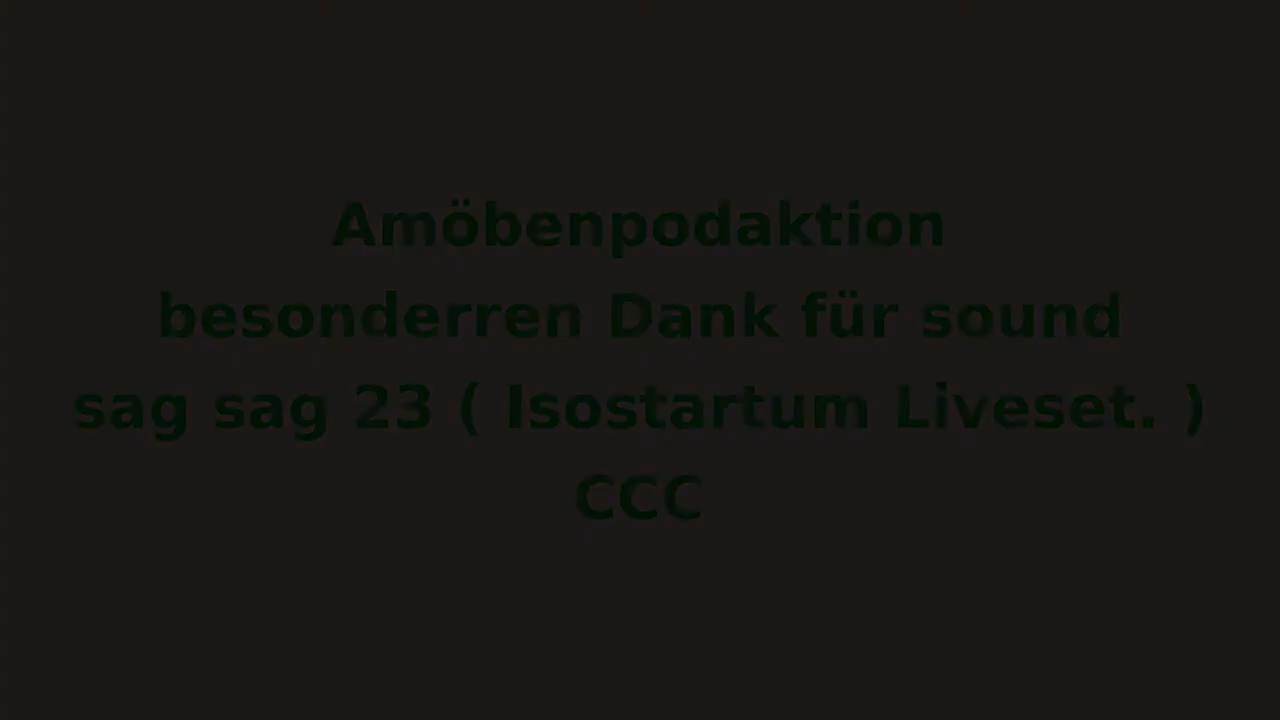 Amöbenpodaktion
besonderren Dank für sound
sag sag 23 ( Isostartum Liveset. )
CCC